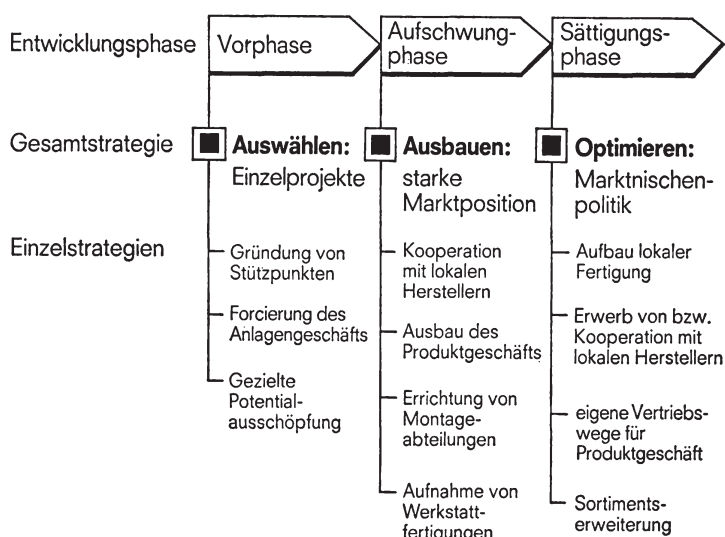 Entwicklungsphase
Vorphase
Aufschwung-
phase
Sättigungs-
phase
Gesamtstrategie
Auswählen:
Einzelprojekte
Ausbauen:
starke
Marktposition
Optimieren:
Marktnischen-
politik
Einzelstrategien
Gründung von
Stützpunkten
Forcierung des
Anlagengeschäfts
Gezielte
Potential-
ausschöpfung
Kooperation
mit lokalen
Herstellern
Ausbau des
Produktgeschäfts
Errichtung von
Montage-
abteilungen
Aufnahme von
Werkstatt-
fertigungen
Aufbau lokaler
Fertigung
Erwerb von bzw.
Kooperation mit
lokalen Herstellern
eigene Vertriebs-
wege für
Produktgeschäft
Sortiments-
erweiterung